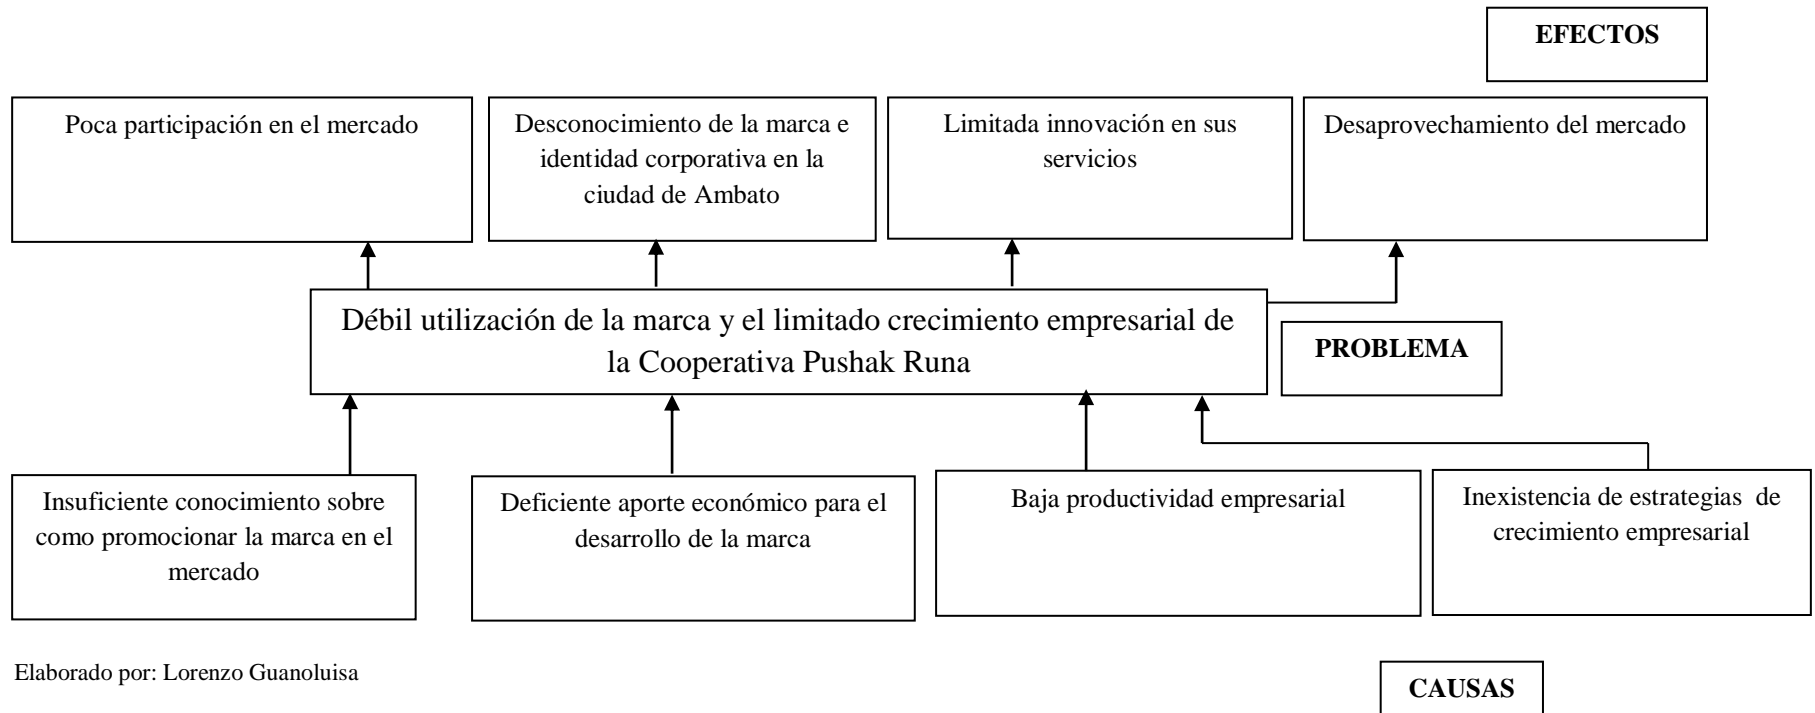 EFECTOS
Poca participación en el mercado
Desconocimiento de la marca e
identidad corporativa en la
ciudad de Ambato
Limitada innovación en sus
servicios
Desaprovechamiento del mercado
Débil utilización de la marca y el limitado crecimiento empresarial de
la Cooperativa Pushak Runa
PROBLEMA
Insuficiente conocimiento sobre
como promocionar la marca en el
mercado
Deficiente aporte económico para el
desarrollo de la marca
Baja productividad empresarial
Inexistencia de estrategias  de
crecimiento empresarial
Elaborado por: Lorenzo Guanoluisa
CAUSAS